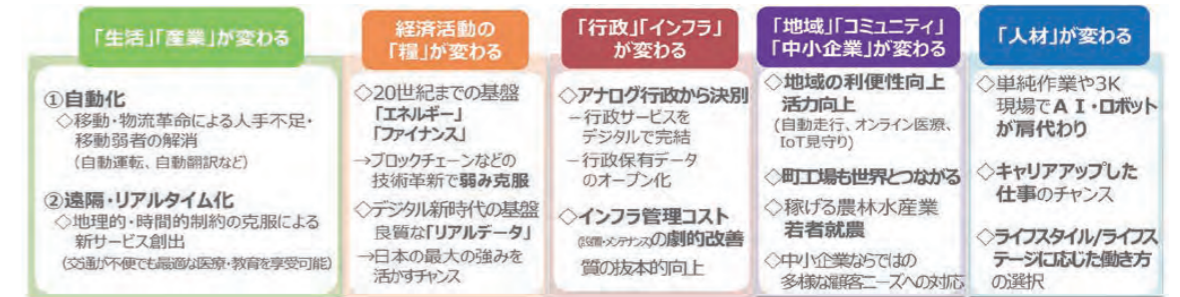 「生活」「産業」が変わる
①自動化
◇移動・物流革命による人手不足・
移動弱者の解消
(自動運転、自動翻訳など)
②遠隔・リアルタイム化
◇地理的・時間的制約の克服による
新サービス創出
(交通が不便でも最適な医療・教育を享受可能)
経済活動の
「糧」が変わる
◇20世紀までの基盤
「エネルギー」
「ファイナンス」
→ブロックチェーンなどの
技術革新で弱み克服
◇デジタル新時代の基盤
良質な「リアルデータ」
→日本の最大の強みを
活かすチャンス
「行政」「インフラ」
が変わる
◇アナログ行政から決別
－行政サービスを
デジタルで完結
－行政保有データ
のオープン化
◇インフラ管理コスト
(設備・メンテナンス)の劇的改善
質の抜本的向上
「地域」「コミュニティ」
「中小企業」が変わる
◇地域の利便性向上
活力向上
(自動走行、オンライン医療、
IoT見守り)
◇町工場も世界とつながる
◇稼げる農林水産業
若者就農
◇中小企業ならではの
多様な顧客ニーズへの対応
「人材」が変わる
◇単純作業や3K
現場でＡＩ・ロボット
が肩代わり
◇キャリアアップした
仕事のチャンス
◇ライフスタイル/ライフス
テージに応じた働き方
の選択